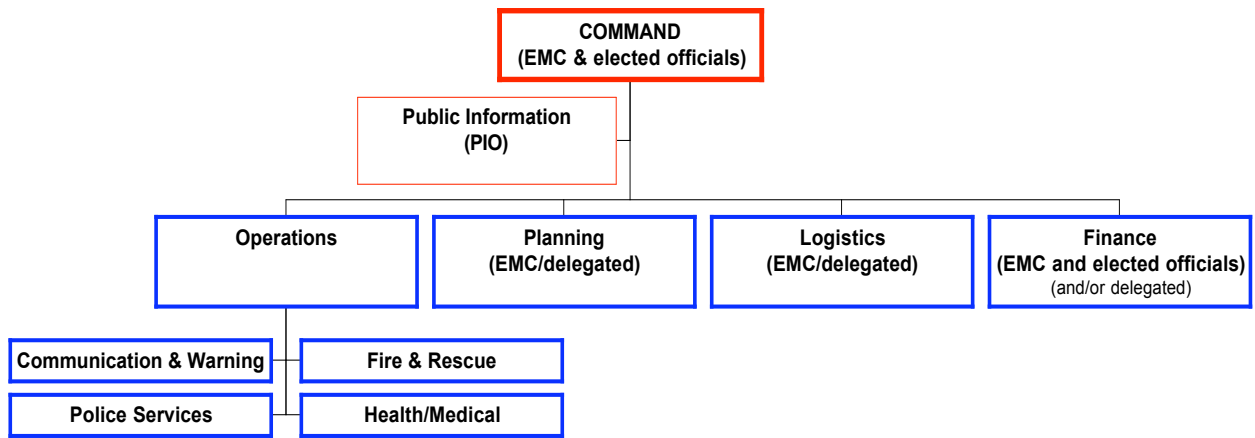 COMMAND
(EMC & elected officials)
Public Information
(PIO)
Operations
Planning
(EMC/delegated)
Logistics
(EMC/delegated)
Finance
(EMC and elected officials)
(and/or delegated)
Communication & Warning
Fire & Rescue
Police Services
Health/Medical